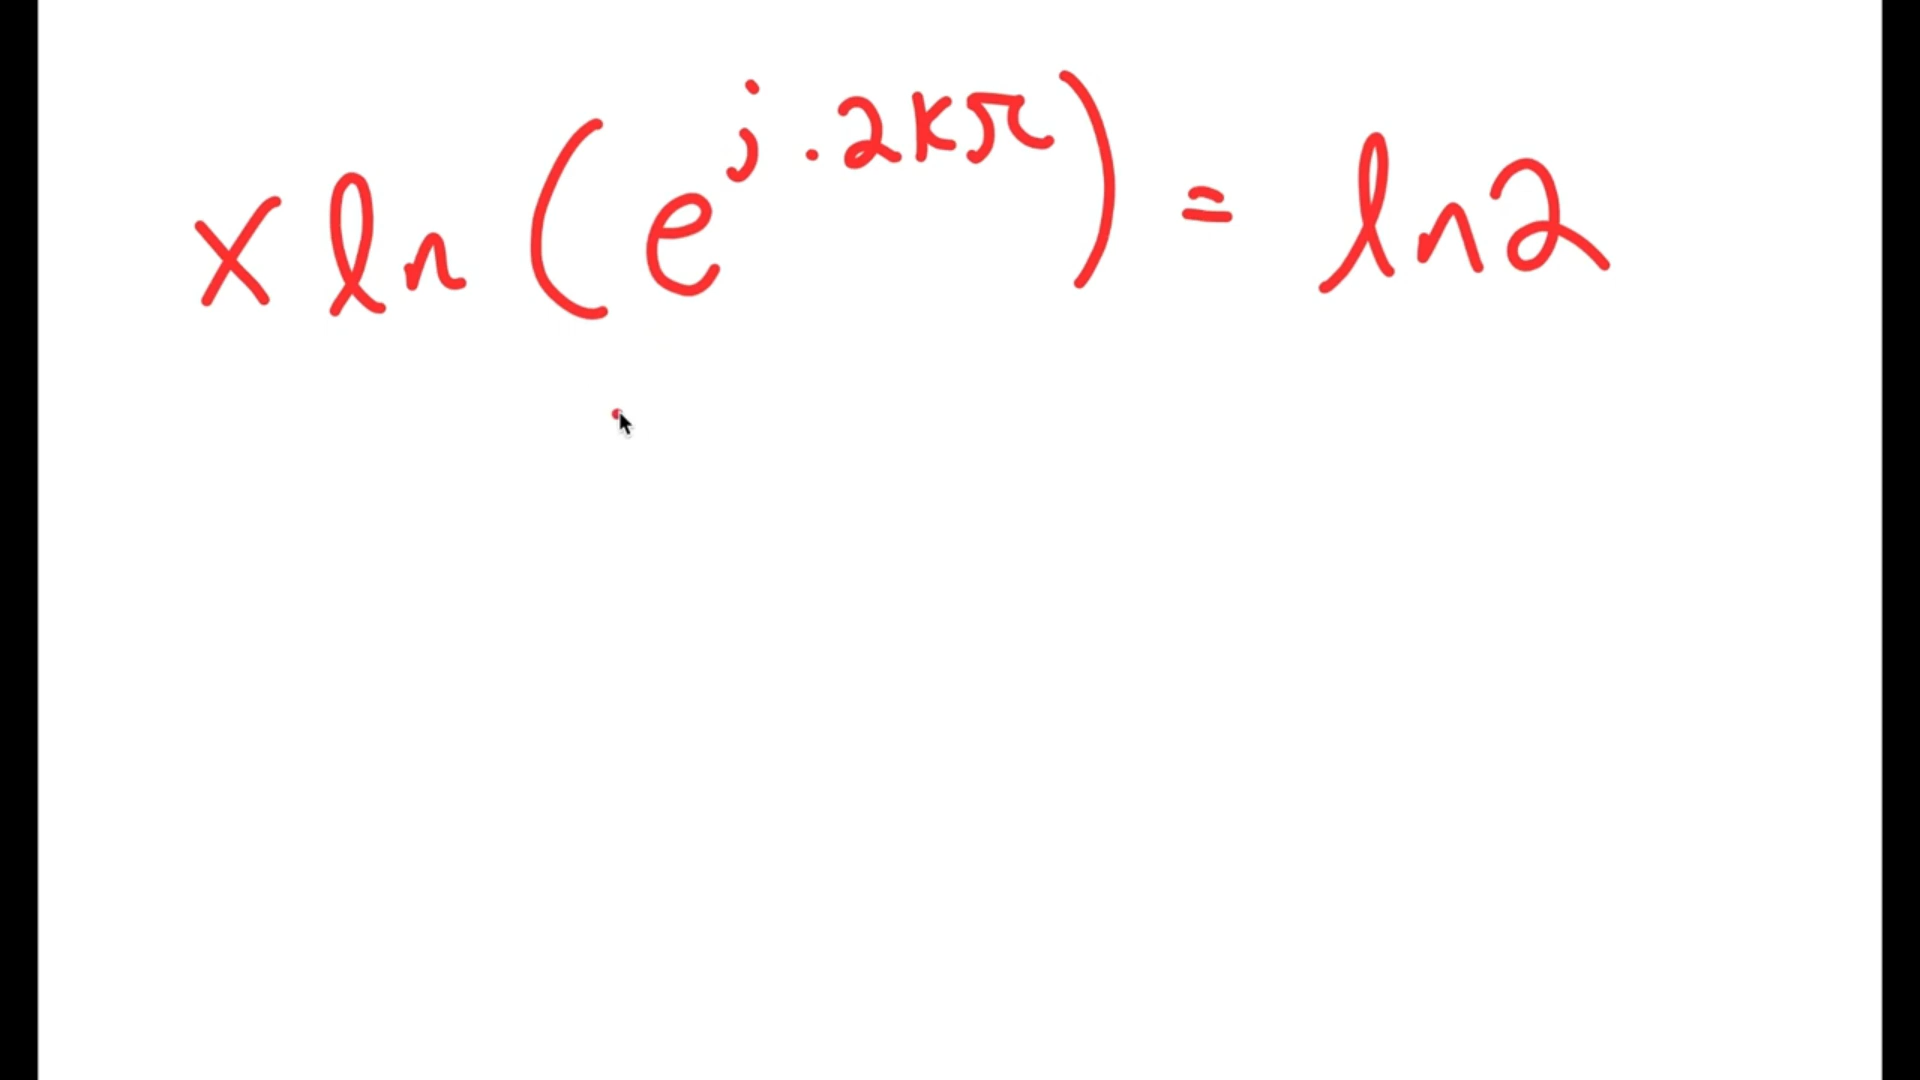 x ln(e^{j.2kπ}) = ln2